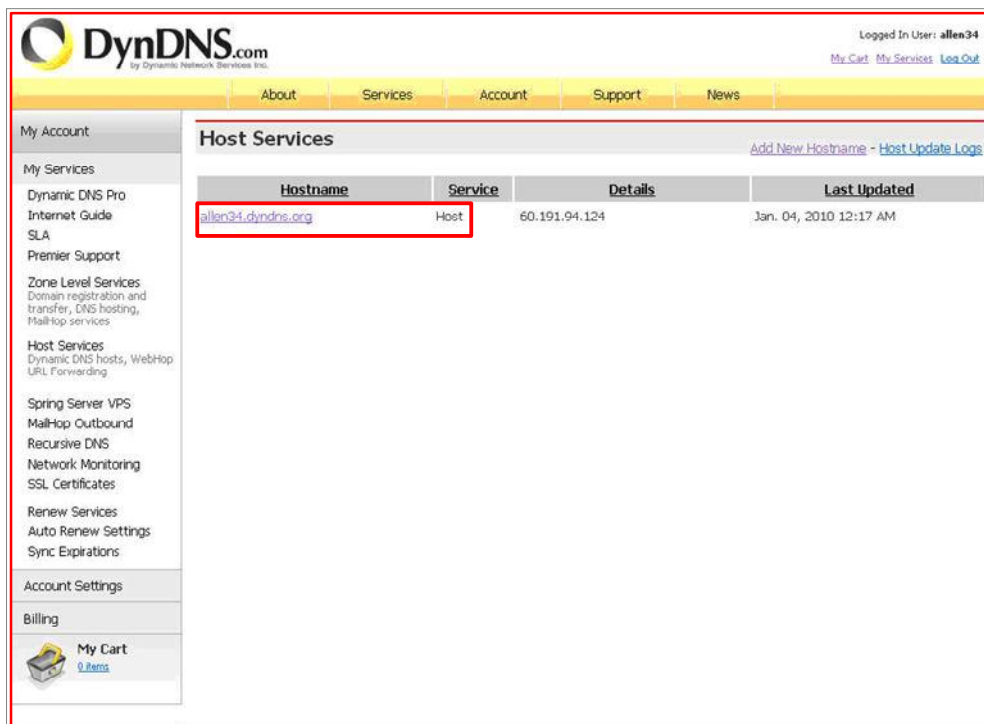 DynDNS.com
by Dynamic Network Services Inc.
Logged In User: allen34
My Cart My Services Log Out
About Services Account Support News
My Account
My Services
Dynamic DNS Pro
Internet Guide
SLA
Premier Support
Zone Level Services
Domain registration and
transfer, DNS hosting,
MailHop services
Host Services
Dynamic DNS hosts, WebHop
URL Forwarding
Spring Server VPS
MailHop Outbound
Recursive DNS
Network Monitoring
SSL Certificates
Renew Services
Auto Renew Settings
Sync Expirations
Account Settings
Billing
My Cart
0 items
Host Services
Add New Hostname - Host Update Logs
Hostname Service Details Last Updated
allen34.dyndns.org Host 60.191.94.124 Jan. 04, 2010 12:17 AM